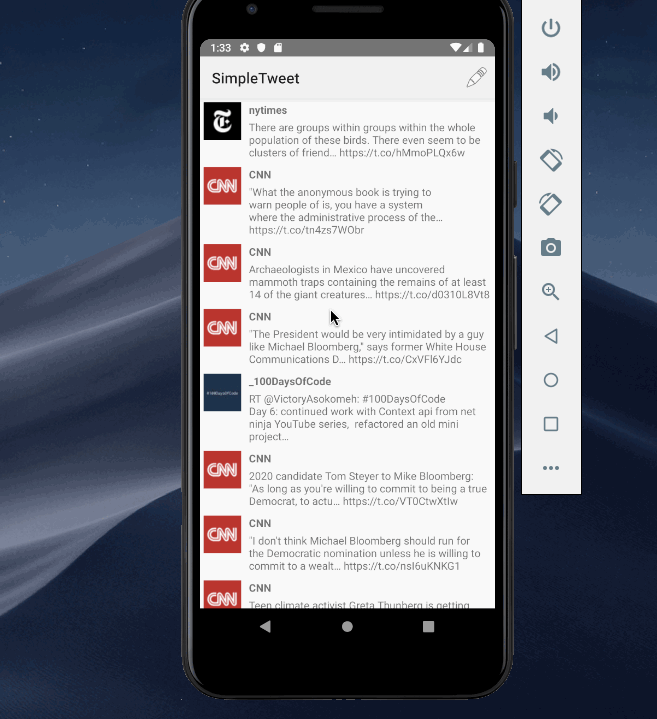 1:33
SimpleTweet
nytimes
There are groups within groups within the whole
population of these birds. There even seem to be
clusters of friend... https://t.co/hMmoPLQx6w
CNN
CNN
"What the anonymous book is trying to
warn people of is, you have a system
where the administrative process of the...
https://t.co/tn4zs7WObr
CNN
CNN
Archaeologists in Mexico have uncovered
mammoth traps containing the remains of at least
14 of the giant creatures... https://t.co/d0310L8Vt8
CNN
CNN
"The President would be very intimidated by a guy
like Michael Bloomberg," says former White House
Communications D... https://t.co/CxVFl6YJdc
_100DaysOfCode
#100DaysOfCode
RT @VictoryAsokomeh: #100DaysOfCode
Day 6: continued work with Context api from net
ninja YouTube series,  refactored an old mini
project...
CNN
CNN
2020 candidate Tom Steyer to Mike Bloomberg:
"As long as you're willing to commit to being a true
Democrat, to actu... https://t.co/VT0CtwXtIw
CNN
CNN
"I don't think Michael Bloomberg should run for
the Democratic nomination unless he is willing to
commit to a wealt... https://t.co/nsI6uKNKG1
CNN
CNN
Teen climate activist Greta Thunberg is getting